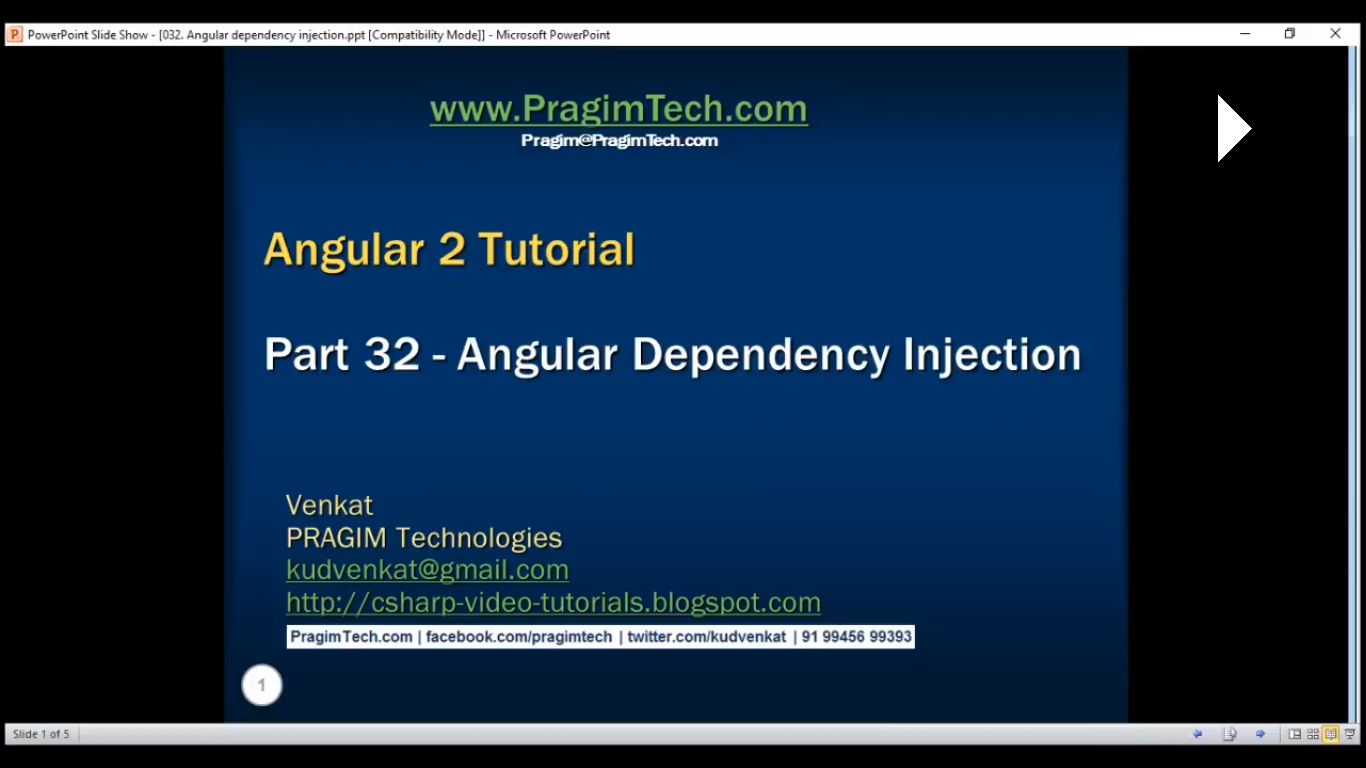 PowerPoint Slide Show - [032. Angular dependency injection.ppt [Compatibility Mode]] - Microsoft PowerPoint
www.PragimTech.com
Pragim@PragimTech.com
Angular 2 Tutorial
Part 32 - Angular Dependency Injection
Venkat
PRAGIM Technologies
kudvenkat@gmail.com
http://csharp-video-tutorials.blogspot.com
PragimTech.com | facebook.com/pragimtech | twitter.com/kudvenkat | 91 99456 99393
1
Slide 1 of 5